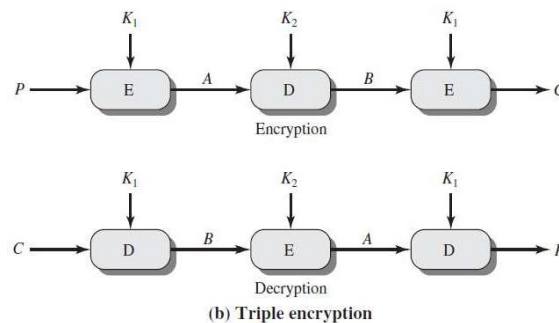 K1 K2 K1
P E A D B E
Encryption
K1 K2 K1
C D B E A D
Decryption
(b) Triple encryption